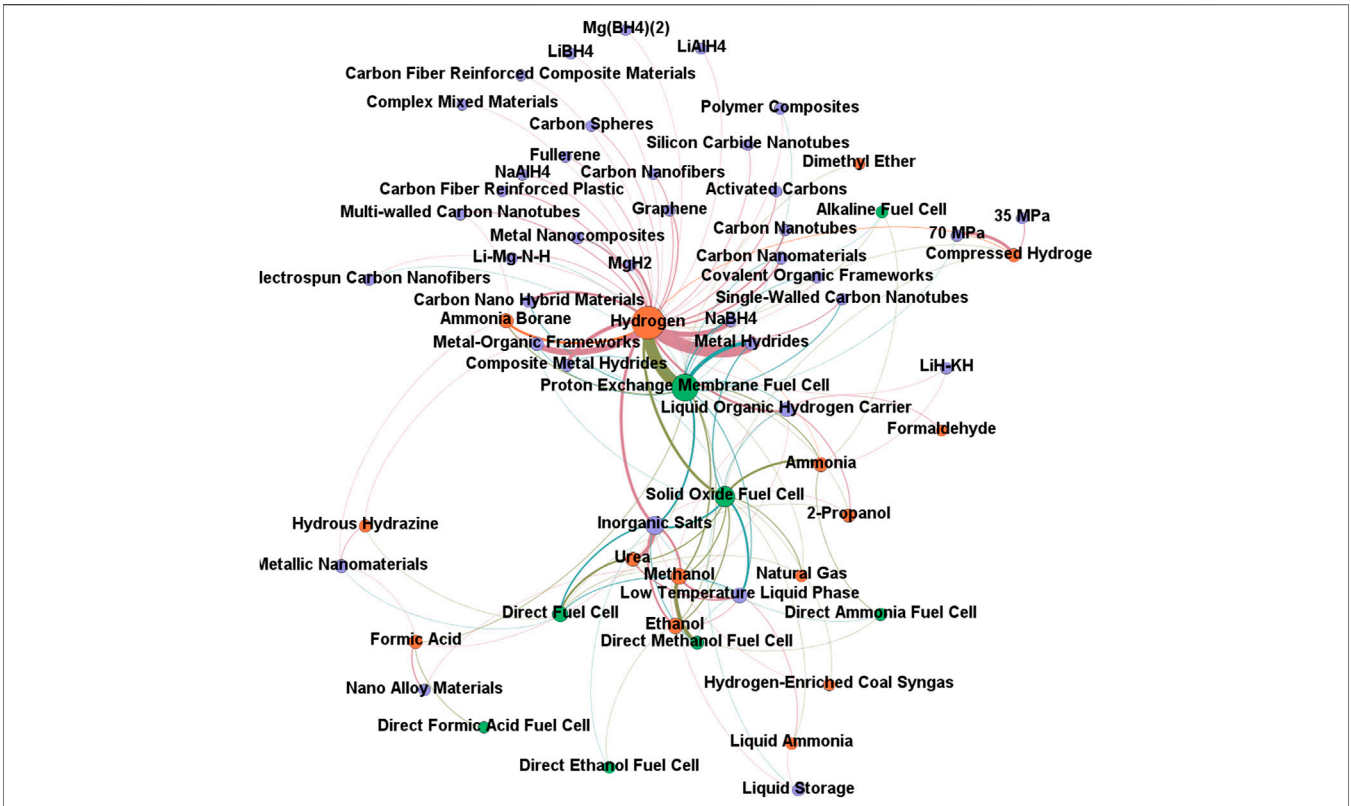 Mg(BH4)(2)
LiAlH4
LiBH4
Carbon Fiber Reinforced Composite Materials
Complex Mixed Materials
Polymer Composites
Carbon Spheres
Silicon Carbide Nanotubes
Fullerene
Dimethyl Ether
NaAlH4
Carbon Nanofibers
Carbon Fiber Reinforced Plastic
Activated Carbons
Multi-walled Carbon Nanotubes
Graphene
Alkaline Fuel Cell
35 MPa
Carbon Nanotubes
70 MPa
Metal Nanocomposites
Compressed Hydroge
Li-Mg-N-H
MgH2
Carbon Nanomaterials
lectrospun Carbon Nanofibers
Covalent Organic Frameworks
Carbon Nano Hybrid Materials
Single-Walled Carbon Nanotubes
Ammonia Borane
Hydrogen
NaBH4
Metal-Organic Frameworks
Metal Hydrides
Composite Metal Hydrides
LiH-KH
Proton Exchange Membrane Fuel Cell
Liquid Organic Hydrogen Carrier
Formaldehyde
Ammonia
Solid Oxide Fuel Cell
2-Propanol
Hydrous Hydrazine
Inorganic Salts
Metallic Nanomaterials
Urea
Methanol
Natural Gas
Low Temperature Liquid Phase
Direct Fuel Cell
Direct Ammonia Fuel Cell
Ethanol
Formic Acid
Direct Methanol Fuel Cell
Nano Alloy Materials
Hydrogen-Enriched Coal Syngas
Direct Formic Acid Fuel Cell
Liquid Ammonia
Direct Ethanol Fuel Cell
Liquid Storage